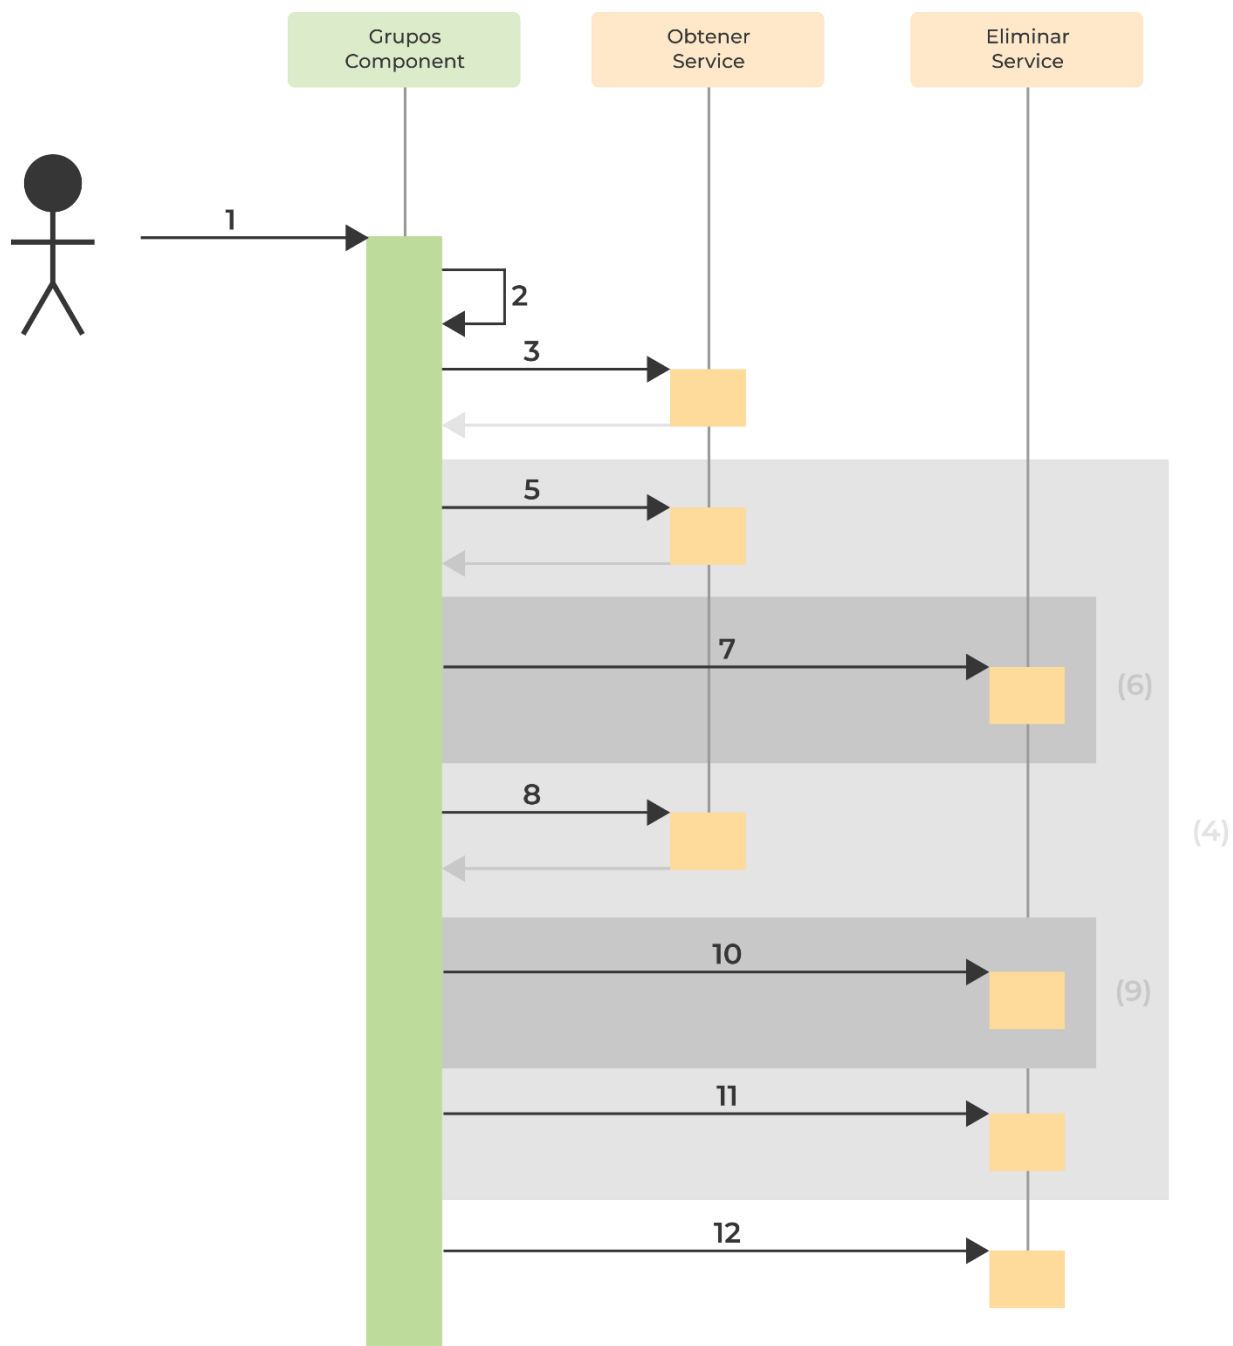 Grupos
Component
Obtener
Service
Eliminar
Service
1
2
3
5
7
(6)
8
(4)
10
(9)
11
12